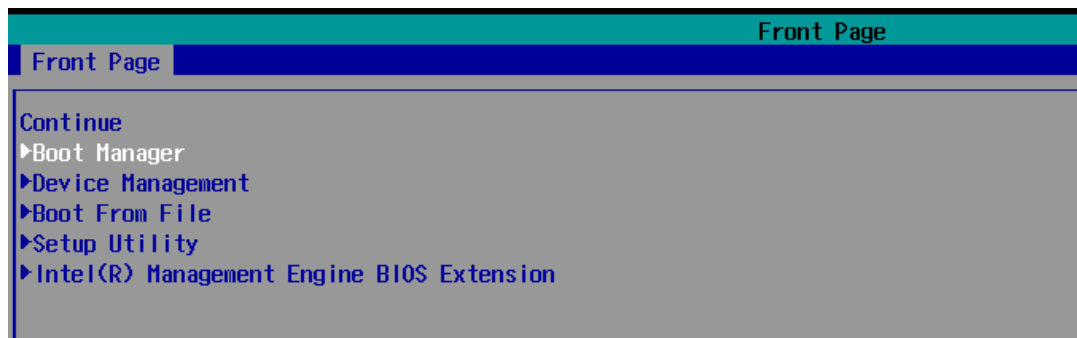 Front Page
Front Page
Continue
Boot Manager
Device Management
Boot From File
Setup Utility
Intel(R) Management Engine BIOS Extension